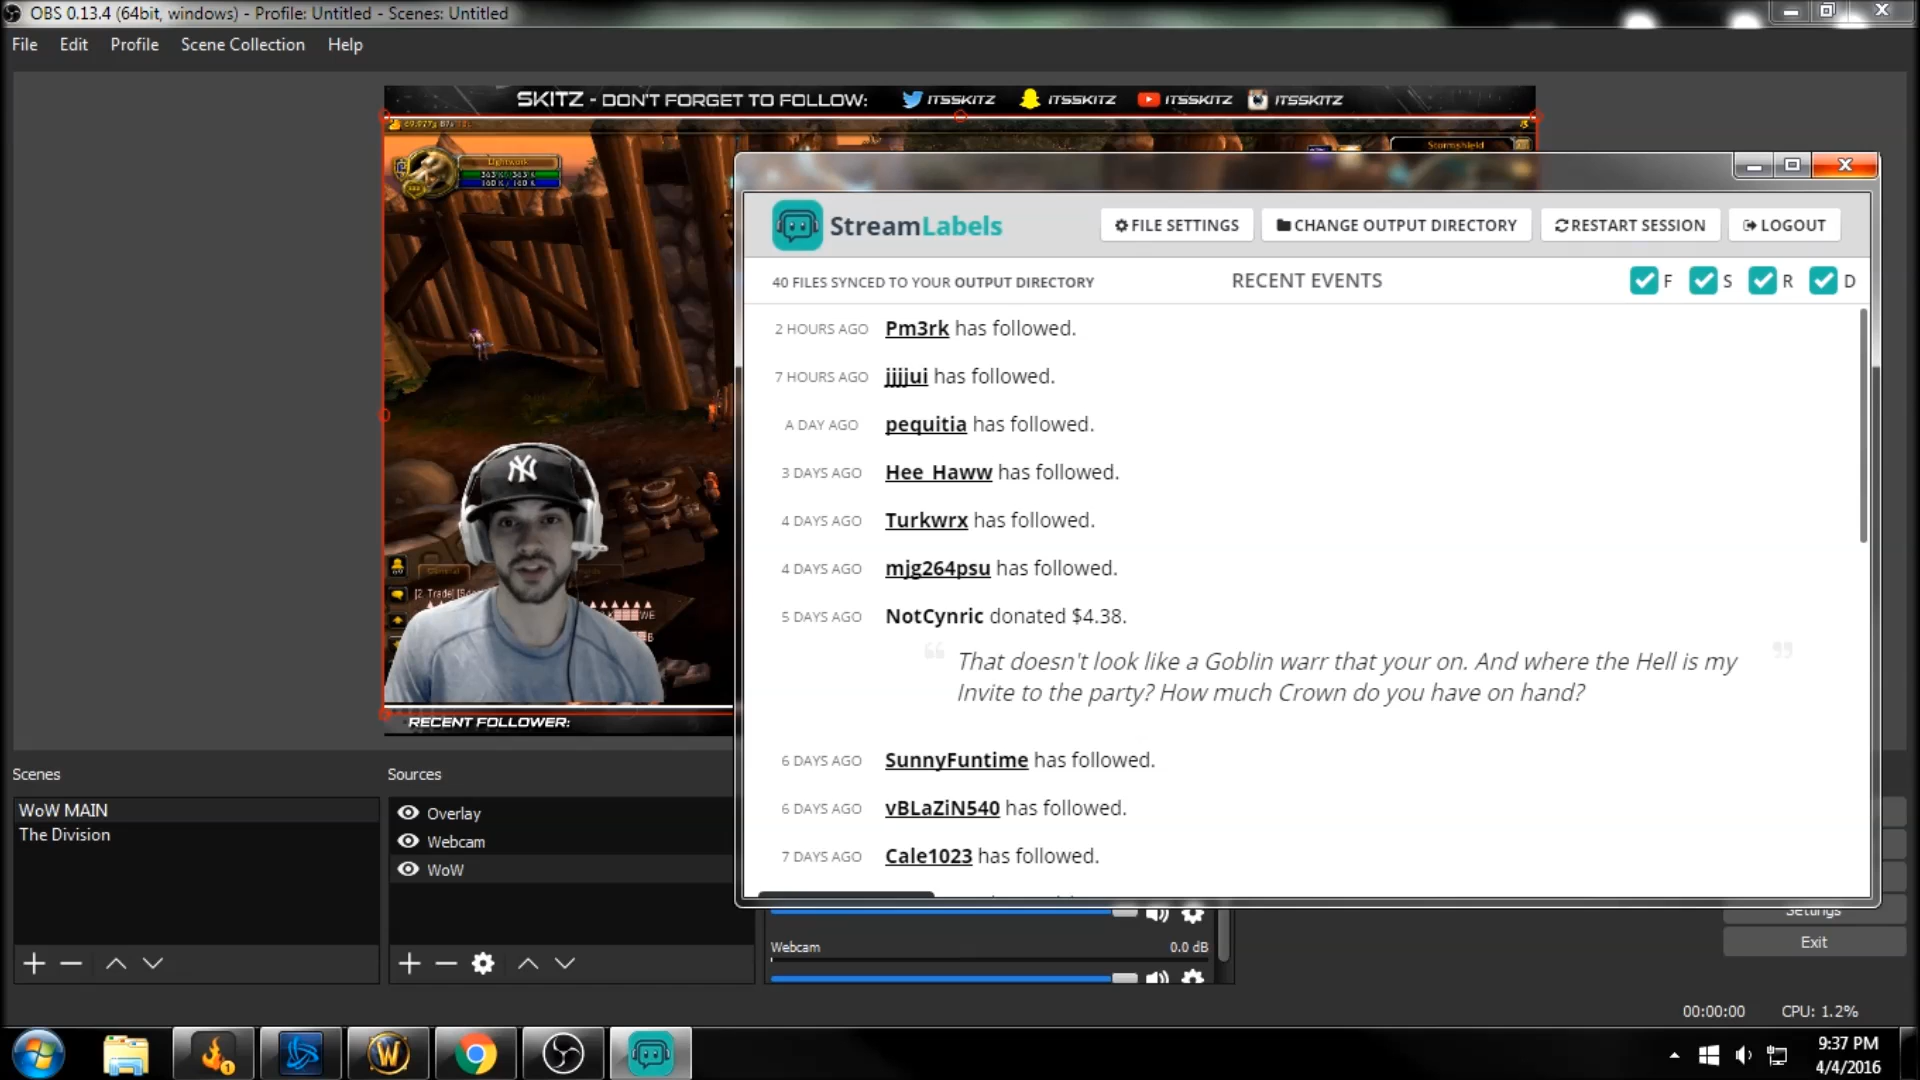 OBS 0.13.4 (64bit, windows) - Profile: Untitled - Scenes: Untitled
File Edit Profile Scene Collection Help
SKITZ - DON'T FORGET TO FOLLOW: ITSSKITZ ITSSKITZ ITSSKITZ ITSSKITZ
Stormshield
StreamLabels FILE SETTINGS CHANGE OUTPUT DIRECTORY RESTART SESSION LOGOUT
40 FILES SYNCED TO YOUR OUTPUT DIRECTORY RECENT EVENTS F S R D
2 HOURS AGO Pm3rk has followed.
7 HOURS AGO jjjjui has followed.
A DAY AGO pequitia has followed.
3 DAYS AGO Hee_Haww has followed.
4 DAYS AGO Turkwrx has followed.
4 DAYS AGO mjg264psu has followed.
5 DAYS AGO NotCynric donated $4.38.
That doesn't look like a Goblin warr that your on. And where the Hell is my
Invite to the party? How much Crown do you have on hand?
6 DAYS AGO SunnyFuntime has followed.
6 DAYS AGO vBLaZiN540 has followed.
7 DAYS AGO Cale1023 has followed.
NY
[2. Trade]
RECENT FOLLOWER:
Scenes
WoW MAIN
The Division
Sources
Overlay
Webcam
WoW
Webcam 0.0 dB
Settings
Exit
00:00:00 CPU: 1.2%
1
9:37 PM
4/4/2016